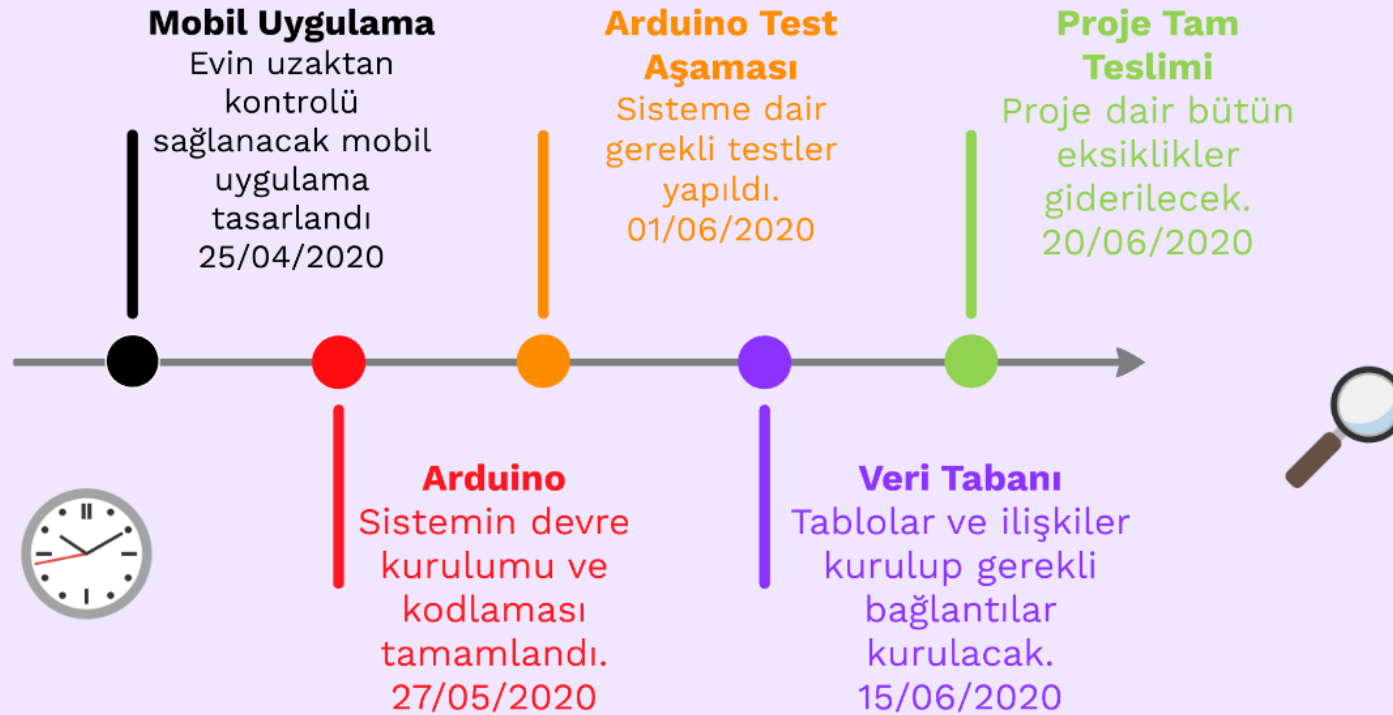 Mobil Uygulama
Evin uzaktan
kontrolü
sağlanacak mobil
uygulama
tasarlandı
25/04/2020
Arduino
Sistemin devre
kurulumu ve
kodlaması
tamamlandı.
27/05/2020
Arduino Test
Aşaması
Sisteme dair
gerekli testler
yapıldı.
01/06/2020
Veri Tabanı
Tablolar ve ilişkiler
kurulup gerekli
bağlantılar
kurulacak.
15/06/2020
Proje Tam
Teslimi
Proje dair bütün
eksiklikler
giderilecek.
20/06/2020